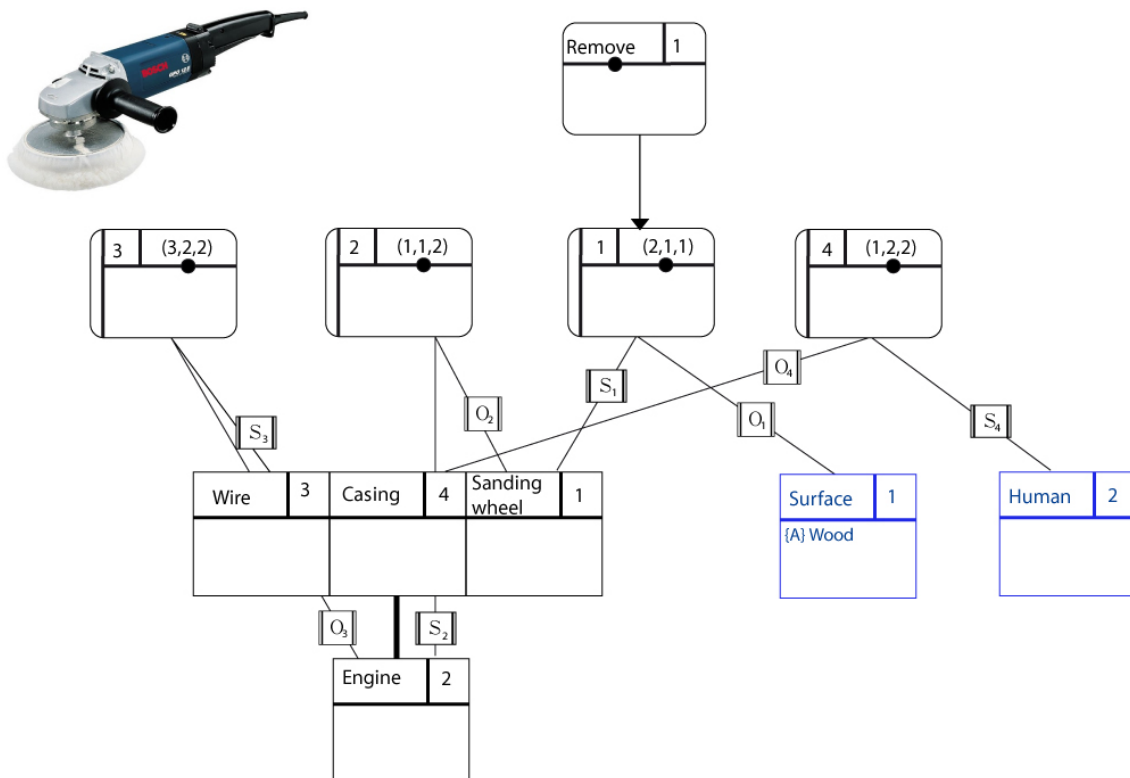 BOSCH
Remove 1
3 (3,2,2)
2 (1,1,2)
1 (2,1,1)
4 (1,2,2)
O₄
S₁
O₂
O₁
S₄
S₃
Wire 3
Casing 4
Sanding
wheel 1
Surface 1
{A} Wood
Human 2
O₃
S₂
Engine 2